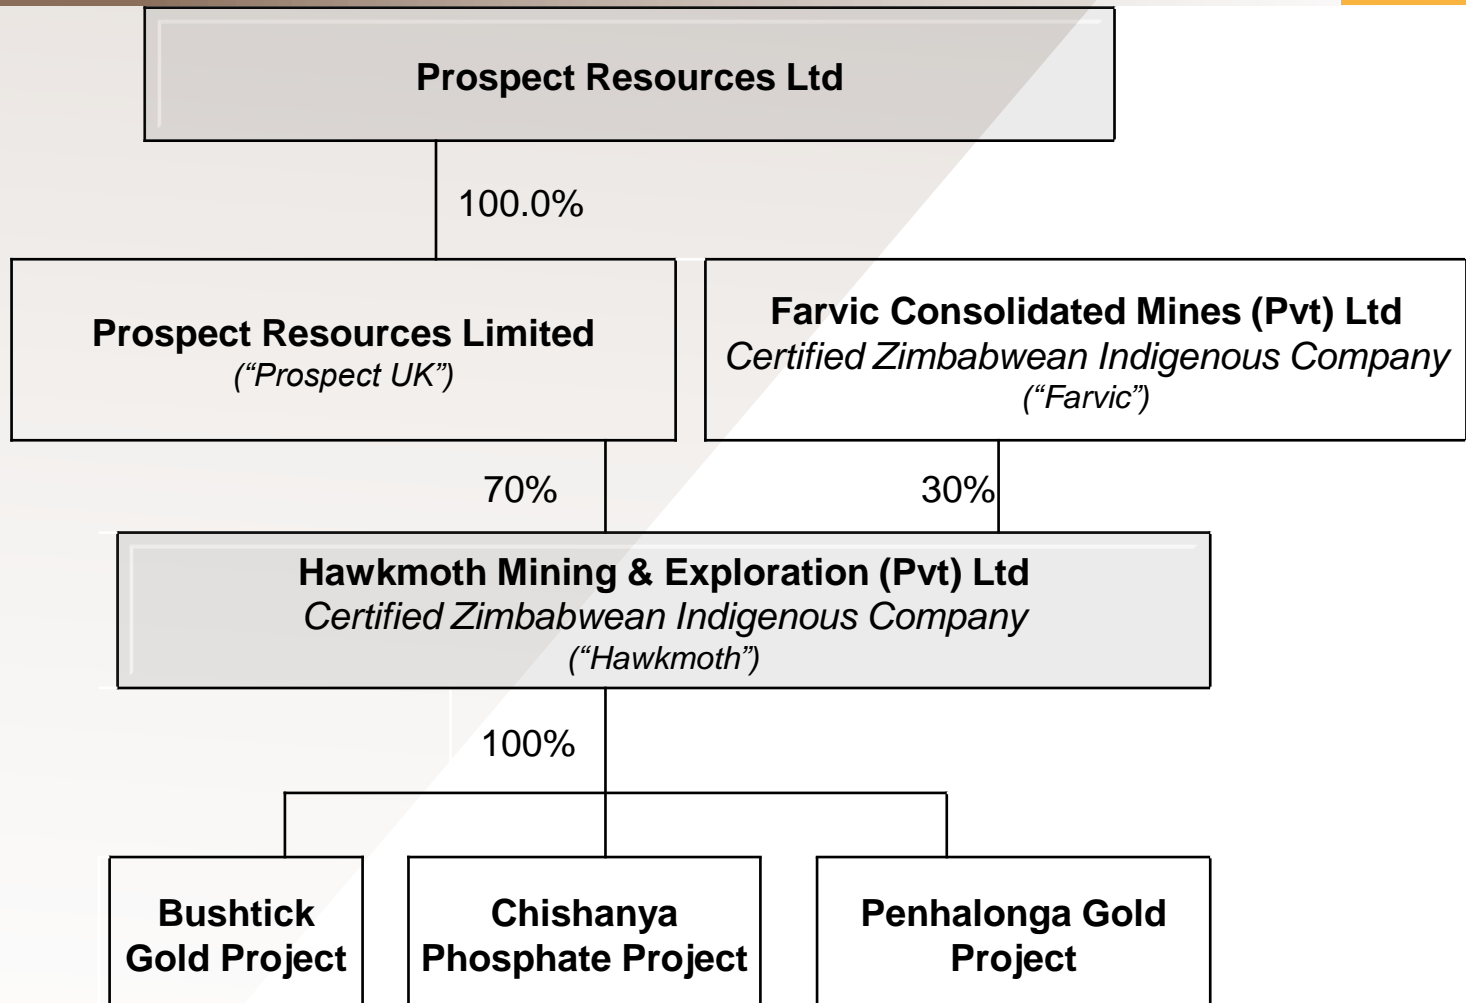 Prospect Resources Ltd
100.0%
Prospect Resources Limited
(“Prospect UK”)
Farvic Consolidated Mines (Pvt) Ltd
Certified Zimbabwean Indigenous Company
(“Farvic”)
70%
30%
Hawkmoth Mining & Exploration (Pvt) Ltd
Certified Zimbabwean Indigenous Company
(“Hawkmoth”)
100%
Bushtick
Gold Project
Chishanya
Phosphate Project
Penhalonga Gold
Project